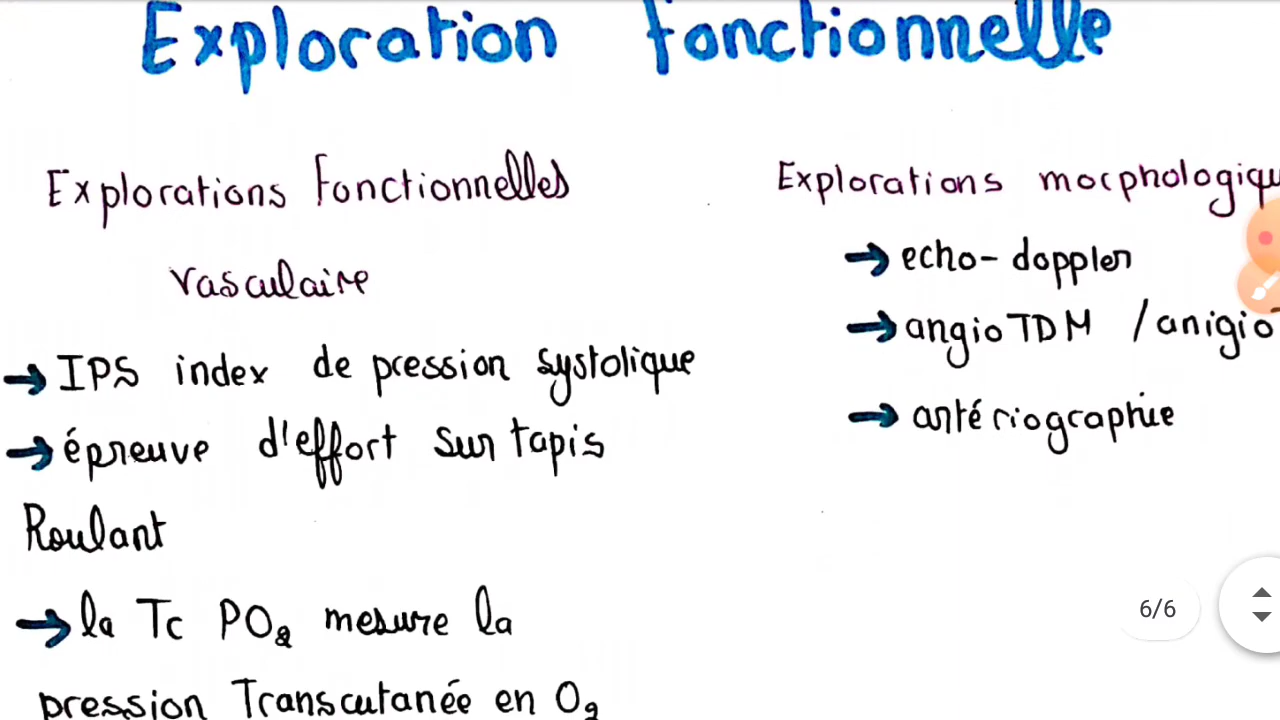 Exploration fonctionnelle
Explorations Fonctionnelles
vasculaire
→ IPS index de pression systolique
→ épreuve d'effort sur tapis
Roulant
→ la Tc PO₂ mesure la
pression Transcutanée en O₂
Explorations morphologiqu
→ echo-doppler
→ angio TDM / anigio
→ artériographie
6/6